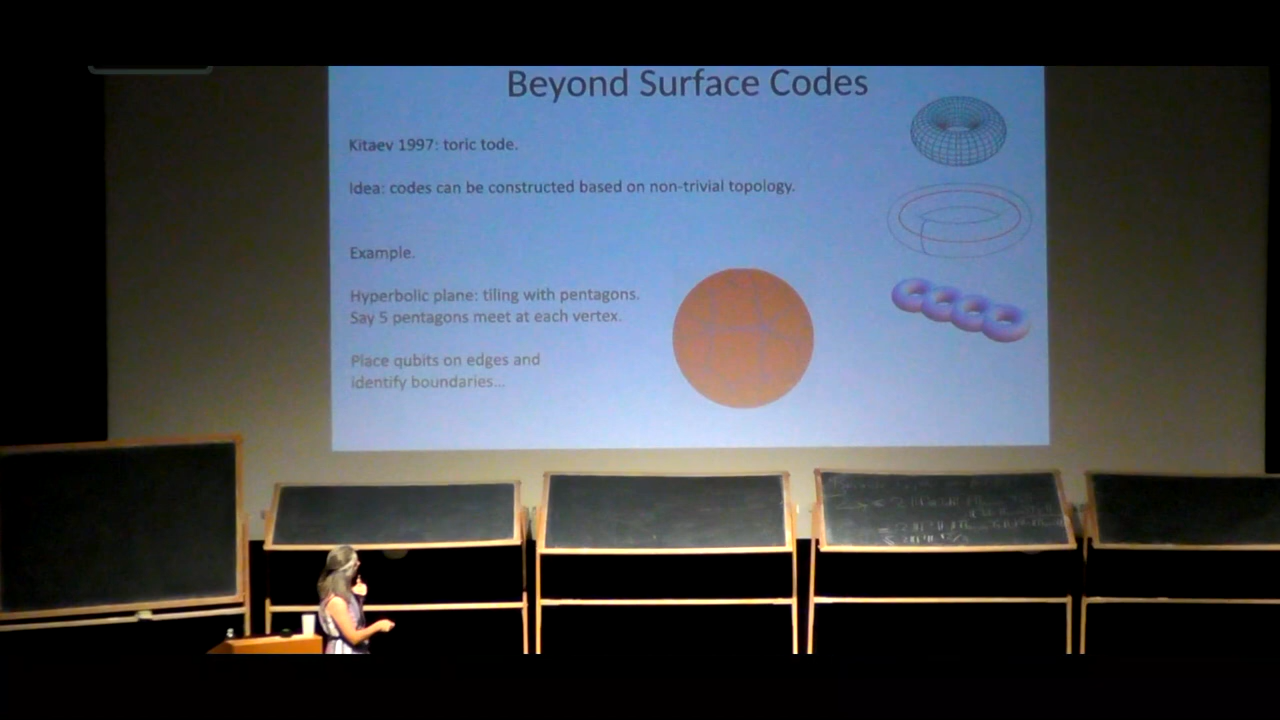 Beyond Surface Codes
Kitaev 1997: toric tode.
Idea: codes can be constructed based on non-trivial topology.
Example.
Hyperbolic plane: tiling with pentagons.
Say 5 pentagons meet at each vertex.
Place qubits on edges and
identify boundaries...